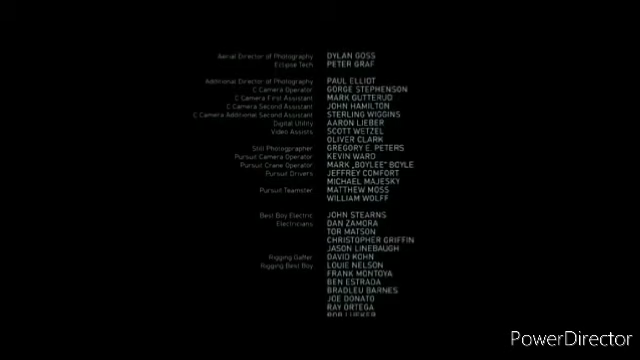 Aerial Director of Photography DYLAN GOSS
Eclipse Tech PETER GRAF
Additional Director of Photography PAUL ELLIOT
C Camera Operator GORGE STEPHENSON
C Camera First Assistant MARK GUTTERUD
C Camera Second Assistant JOHN HAMILTON
C Camera Additional Second Assistant STERLING WIGGINS
Digital Utility AARON LIEBER
Video Assists SCOTT WETZEL
OLIVER CLARK
Still Photogprapher GREGORY E. PETERS
Pursuit Camera Operator KEVIN WARD
Pursuit Crane Operator MARK „BOYLEE" BOYLE
Pursuit Drivers JEFFREY COMFORT
MICHAEL MAJESKY
Pursuit Teamster MATTHEW MOSS
WILLIAM WOLFF
Best Boy Electric JOHN STEARNS
Electricians DAN ZAMORA
TOR MATSON
CHRISTOPHER GRIFFIN
JASON LINEBAUGH
Rigging Gaffer DAVID KOHN
Rigging Best Boy LOUIE NELSON
FRANK MONTOYA
BEN ESTRADA
BRADLEU BARNES
JOE DONATO
RAY ORTEGA
BOB
PowerDirector